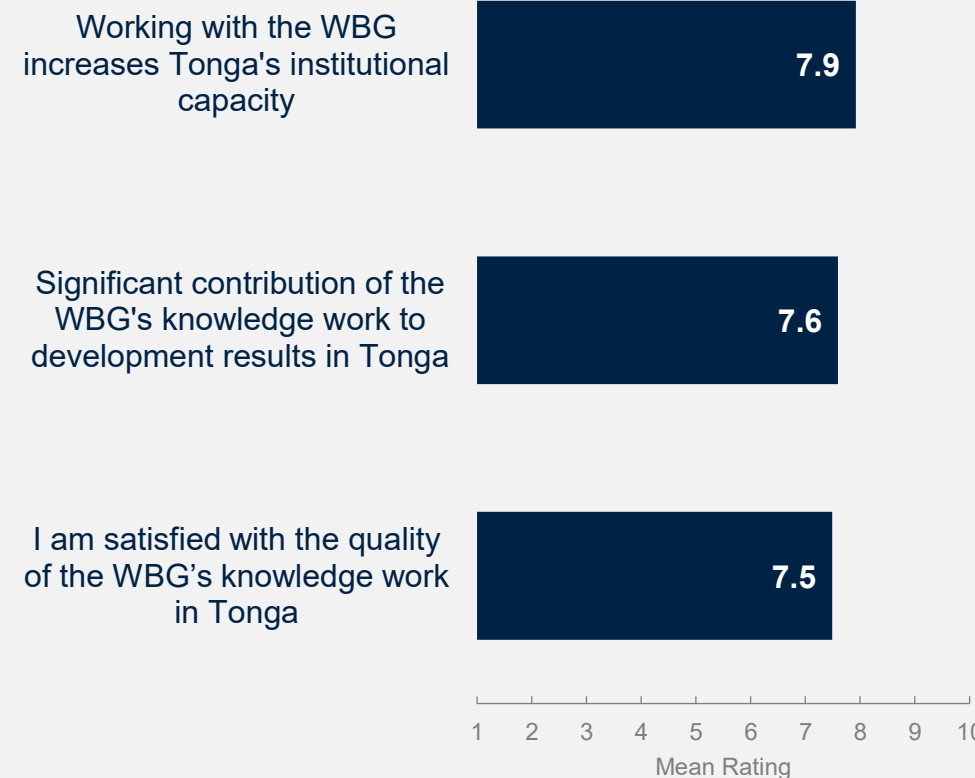 Working with the WBG
increases Tonga's institutional
capacity
7.9
Significant contribution of the
WBG's knowledge work to
development results in Tonga
7.6
I am satisfied with the quality
of the WBG’s knowledge work
in Tonga
7.5
1 2 3 4 5 6 7 8 9 10
Mean Rating